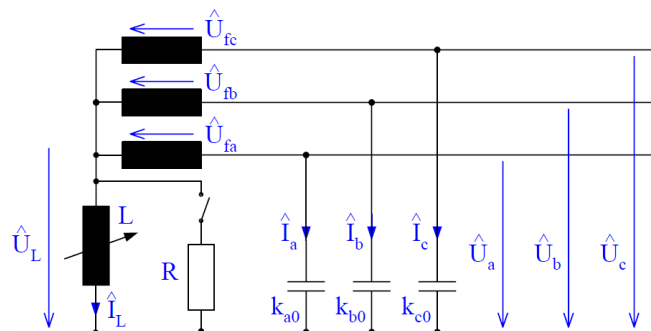 Û_fc
Û_fb
Û_fa
Û_L
L
R
Î_L
Î_a
Î_b
Î_c
k_a0
k_b0
k_c0
Û_a
Û_b
Û_c